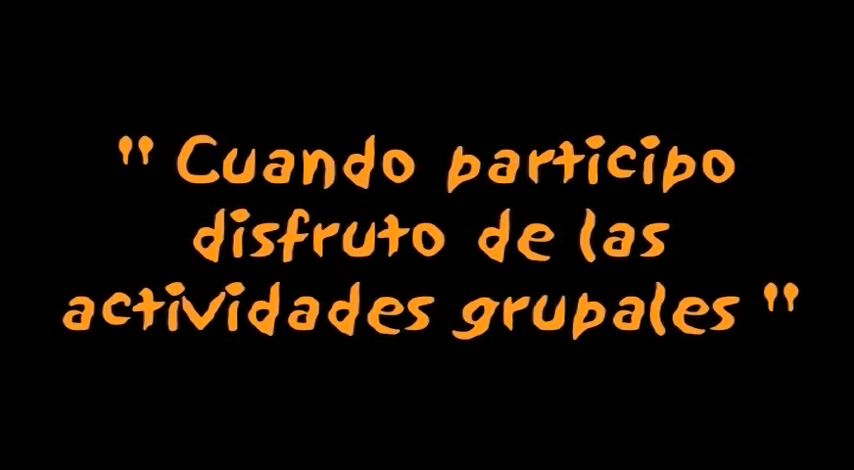 " Cuando participo
disfruto de las
actividades grupales "